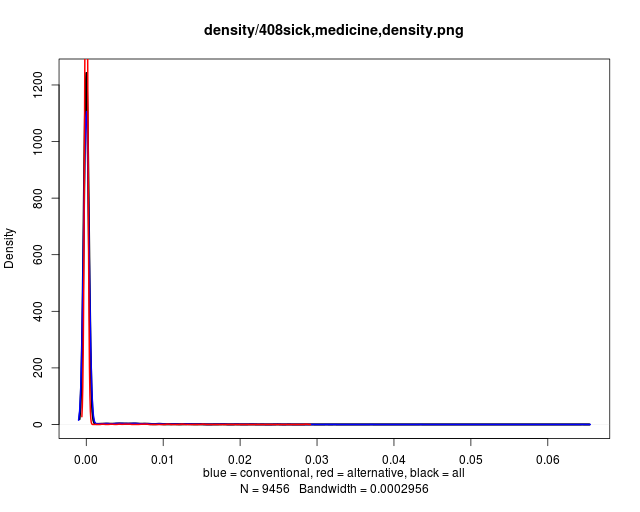 density/408sick,medicine,density.png
Density
1200
1000
800
600
400
200
0
0.00 0.01 0.02 0.03 0.04 0.05 0.06
blue = conventional, red = alternative, black = all
N = 9456 Bandwidth = 0.0002956